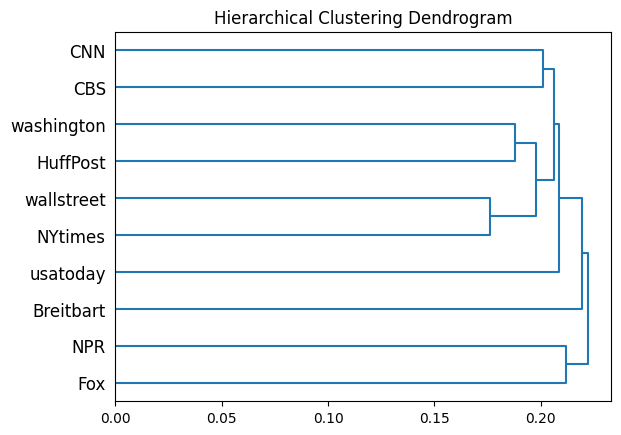 Hierarchical Clustering Dendrogram
CNN
CBS
washington
HuffPost
wallstreet
NYtimes
usatoday
Breitbart
NPR
Fox
0.00 0.05 0.10 0.15 0.20